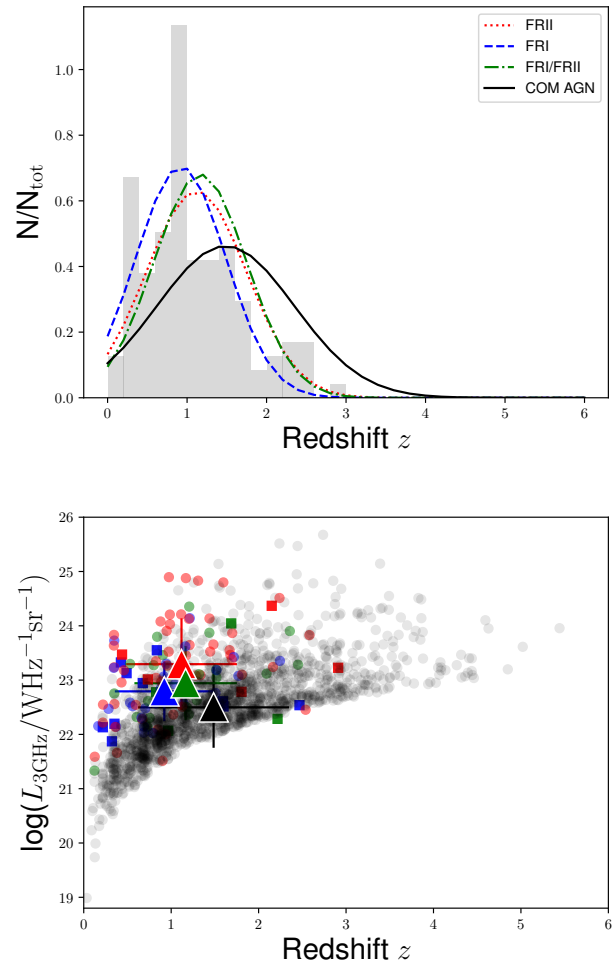 FRII
FRI
FRI/FRII
COM AGN
1.0
0.8
0.6
0.4
0.2
0.0
N/N_tot
0 1 2 3 4 5 6
Redshift z
26
25
24
23
22
21
20
19
log(L_3GHz/WHz⁻¹sr⁻¹)
0 1 2 3 4 5 6
Redshift z